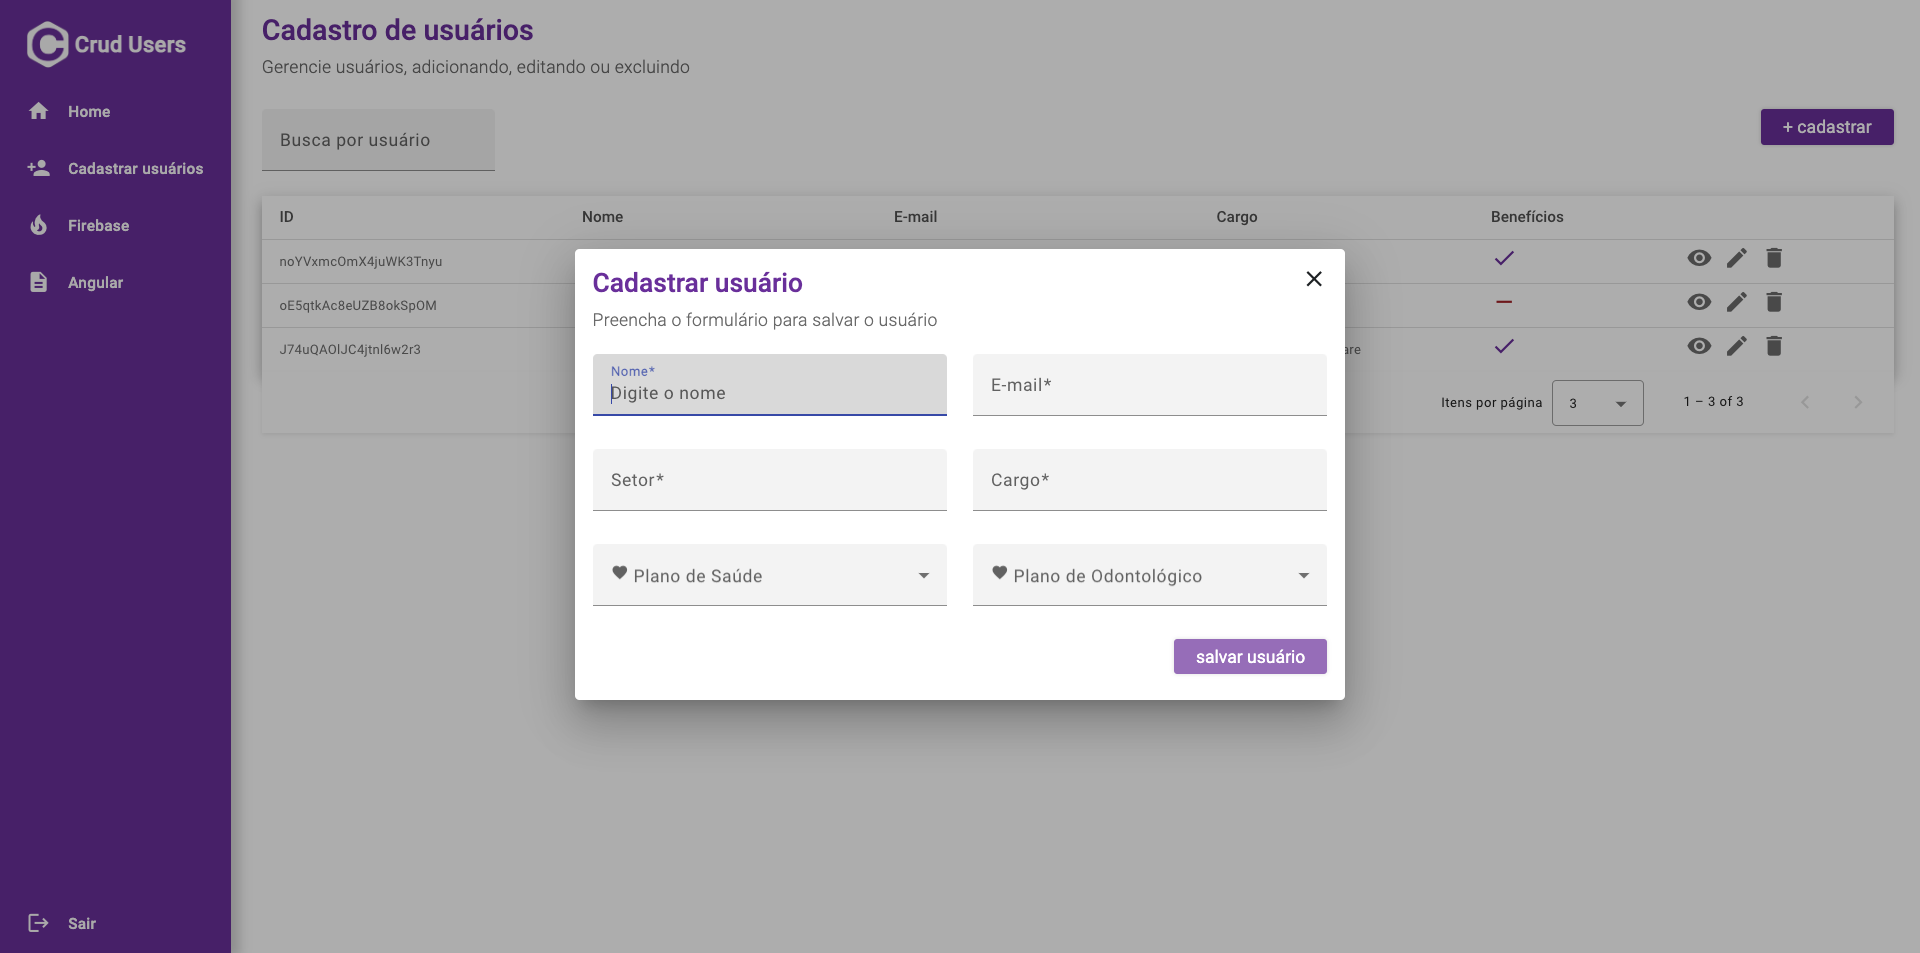 Crud Users
Home
Cadastrar usuários
Firebase
Angular
Sair
Cadastro de usuários
Gerencie usuários, adicionando, editando ou excluindo
Busca por usuário
+ cadastrar
ID Nome E-mail Cargo Benefícios
noYVxmcOmX4juWK3Tnyu
oE5qtkAc8eUZB8okSpOM
J74uQAOlJC4jtnl6w2r3
Itens por página 3 1 – 3 of 3
Cadastrar usuário
Preencha o formulário para salvar o usuário
Nome*
Digite o nome
E-mail*
Setor*
Cargo*
Plano de Saúde
Plano de Odontológico
salvar usuário